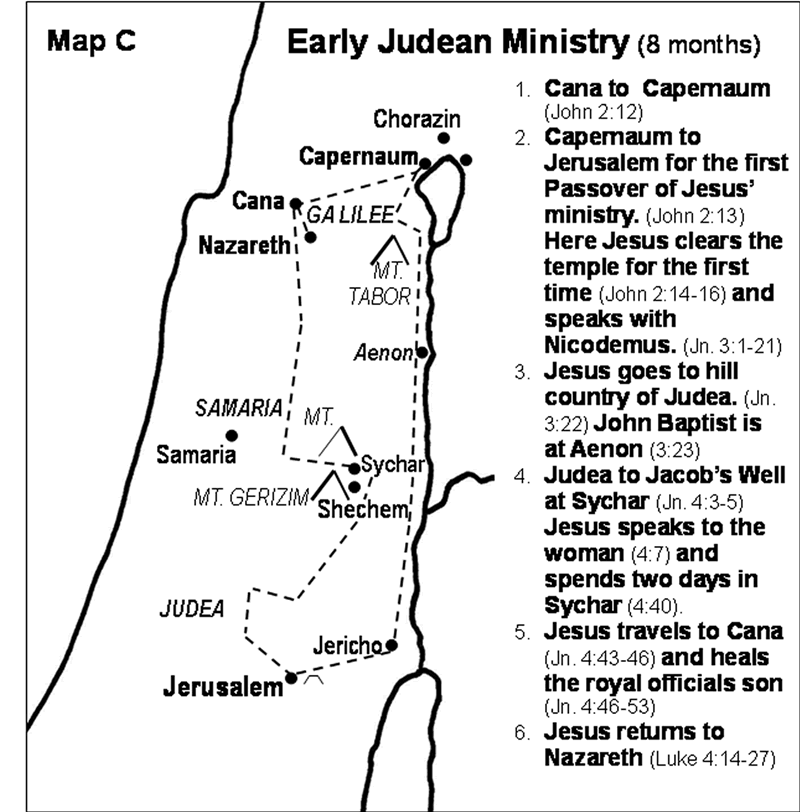 Map C
Early Judean Ministry (8 months)
Chorazin
Capernaum
Cana
GALILEE
Nazareth
MT.
TABOR
Aenon
SAMARIA
MT.
Samaria
Sychar
MT. GERIZIM
Shechem
JUDEA
Jericho
Jerusalem
1. Cana to Capernaum
(John 2:12)
2. Capernaum to
Jerusalem for the first
Passover of Jesus'
ministry. (John 2:13)
Here Jesus clears the
temple for the first
time (John 2:14-16) and
speaks with
Nicodemus. (Jn. 3:1-21)
3. Jesus goes to hill
country of Judea. (Jn.
3:22) John Baptist is
at Aenon (3:23)
4. Judea to Jacob's Well
at Sychar (Jn. 4:3-5)
Jesus speaks to the
woman (4:7) and
spends two days in
Sychar (4:40).
5. Jesus travels to Cana
(Jn. 4:43-46) and heals
the royal officials son
(Jn. 4:46-53)
6. Jesus returns to
Nazareth (Luke 4:14-27)